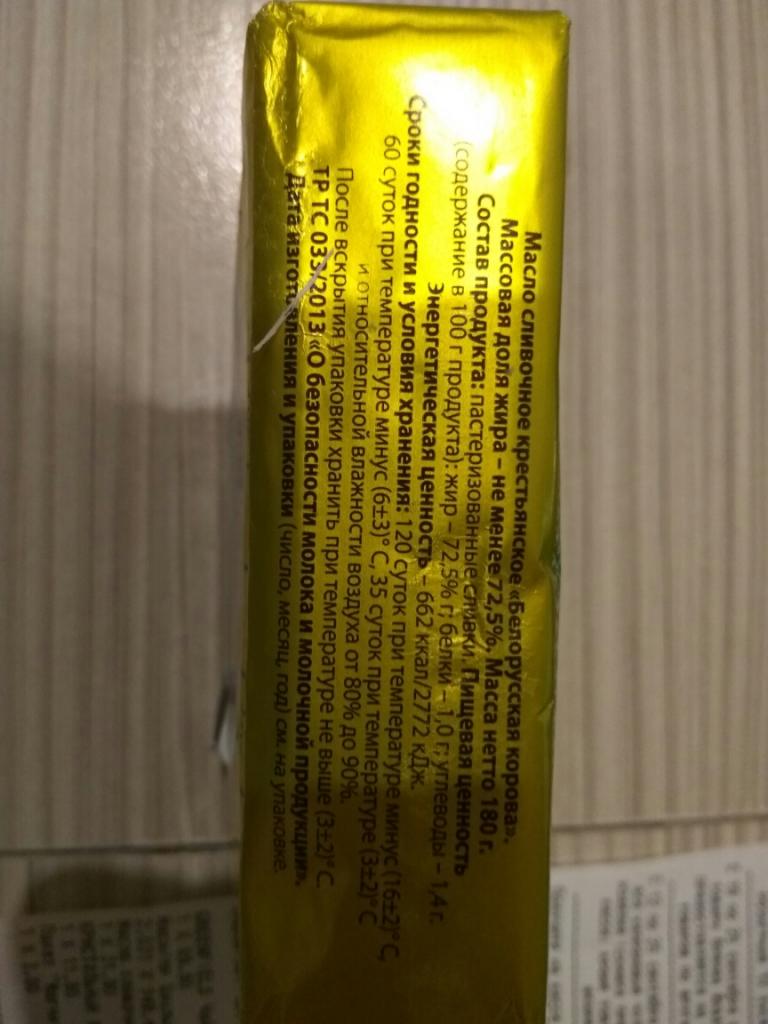 Масло сливочное крестьянское «Белорусская корова».
Массовая доля жира – не менее 72,5%. Масса нетто 180 г.
Состав продукта: пастеризованные сливки. Пищевая ценность
(содержание в 100 г продукта): жир – 72,5% г; белки – 1,0 г; углеводы – 1,4 г.
Энергетическая ценность – 662 ккал/2772 кДж.
Сроки годности и условия хранения: 120 суток при температуре минус (16±2)° С,
60 суток при температуре минус (6±3)° С, 35 суток при температуре (3±2)° С
и относительной влажности воздуха от 80% до 90%.
После вскрытия упаковки хранить при температуре не выше (3±2)° С.
ТР ТС 033/2013 «О безопасности молока и молочной продукции».
Дата изготовления и упаковки (число, месяц, год) см. на упаковке.